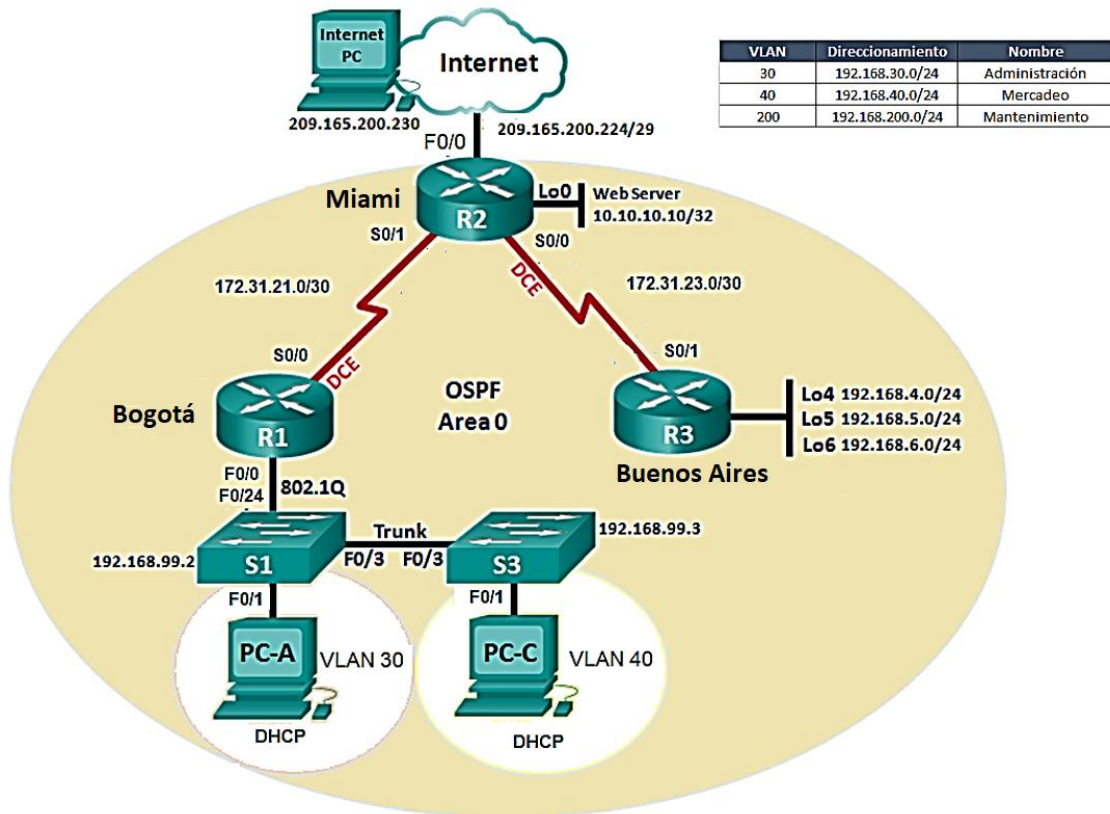 Internet
PC
Internet
209.165.200.230
209.165.200.224/29
F0/0
VLAN Direccionamiento Nombre
30 192.168.30.0/24 Administración
40 192.168.40.0/24 Mercadeo
200 192.168.200.0/24 Mantenimiento
Miami
R2
Lo0
Web Server
10.10.10.10/32
S0/1
S0/0
DCE
172.31.21.0/30
172.31.23.0/30
S0/0
DCE
S0/1
Bogotá
R1
OSPF
Area 0
R3
Buenos Aires
Lo4 192.168.4.0/24
Lo5 192.168.5.0/24
Lo6 192.168.6.0/24
F0/0
F0/24
802.1Q
192.168.99.2
S1
Trunk
F0/3
F0/3
S3
192.168.99.3
F0/1
F0/1
PC-A
VLAN 30
PC-C
VLAN 40
DHCP
DHCP